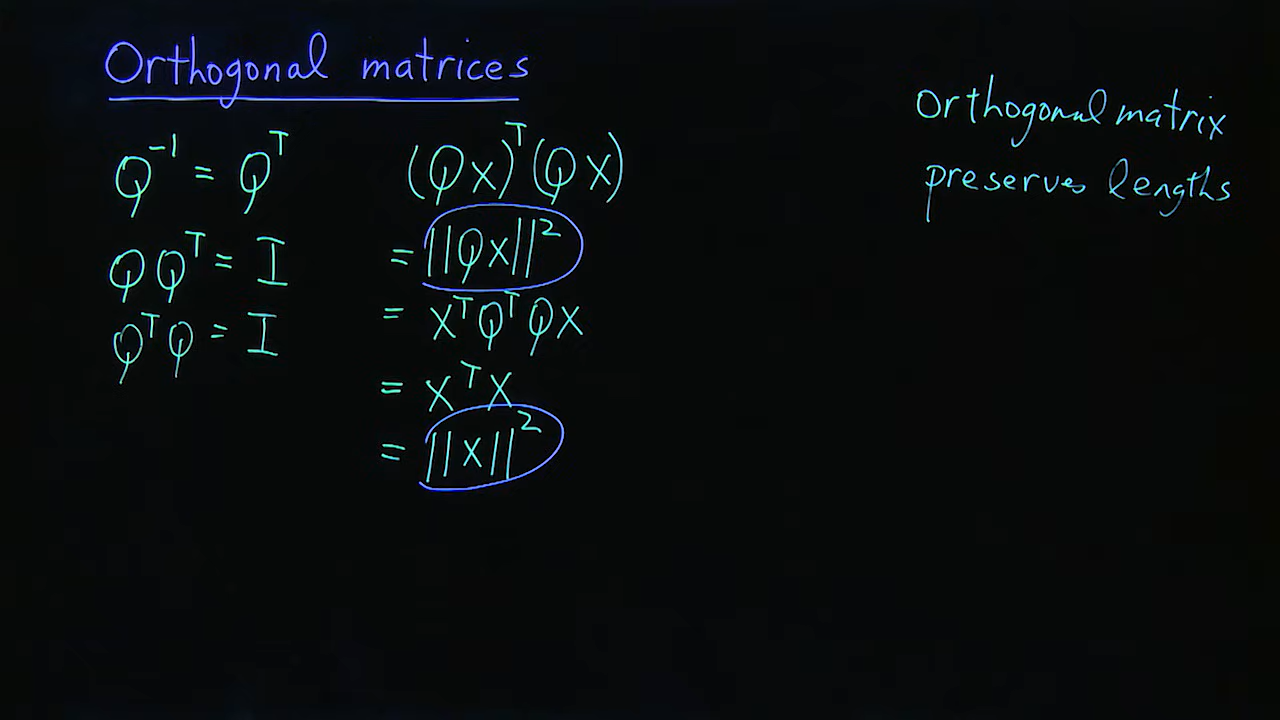 Orthogonal matrices
Q⁻¹ = Qᵀ
QQᵀ = I
QᵀQ = I
(Qx)ᵀ(Qx)
= ||Qx||²
= xᵀQᵀQx
= xᵀx
= ||x||²
Orthogonal matrix
preserves lengths